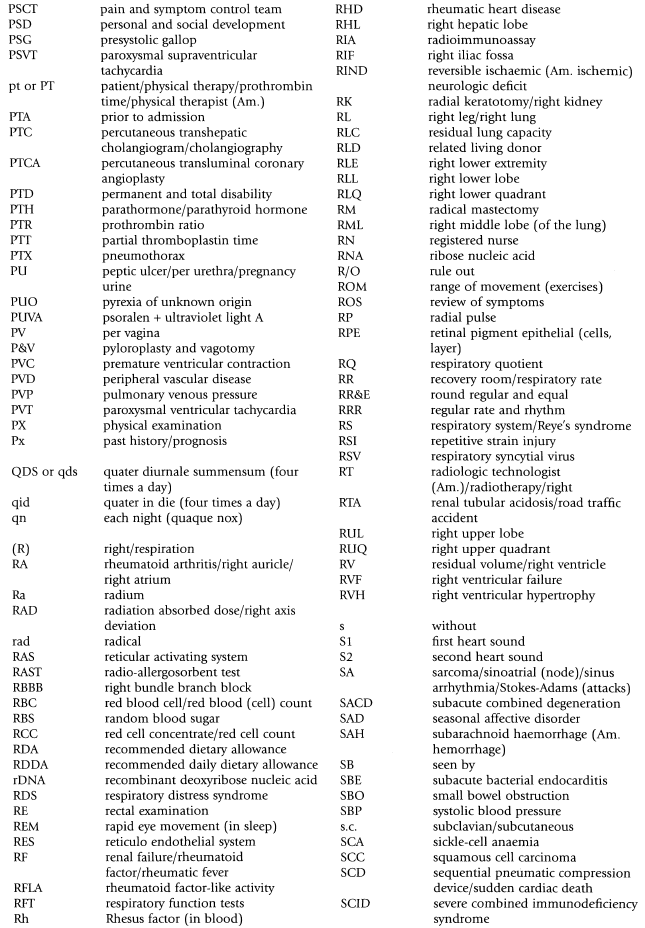 PSCT pain and symptom control team
PSD personal and social development
PSG presystolic gallop
PSVT paroxysmal supraventricular
tachycardia
pt or PT patient/physical therapy/prothrombin
time/physical therapist (Am.)
PTA prior to admission
PTC percutaneous transhepatic
cholangiogram/cholangiography
PTCA percutaneous transluminal coronary
angioplasty
PTD permanent and total disability
PTH parathormone/parathyroid hormone
PTR prothrombin ratio
PTT partial thromboplastin time
PTX pneumothorax
PU peptic ulcer/per urethra/pregnancy
urine
PUO pyrexia of unknown origin
PUVA psoralen + ultraviolet light A
PV per vagina
P&V pyloroplasty and vagotomy
PVC premature ventricular contraction
PVD peripheral vascular disease
PVP pulmonary venous pressure
PVT paroxysmal ventricular tachycardia
PX physical examination
Px past history/prognosis
QDS or qds quater diurnale summensum (four
times a day)
qid quater in die (four times a day)
qn each night (quaque nox)
(R) right/respiration
RA rheumatoid arthritis/right auricle/
right atrium
Ra radium
RAD radiation absorbed dose/right axis
deviation
rad radical
RAS reticular activating system
RAST radio-allergosorbent test
RBBB right bundle branch block
RBC red blood cell/red blood (cell) count
RBS random blood sugar
RCC red cell concentrate/red cell count
RDA recommended dietary allowance
RDDA recommended daily dietary allowance
rDNA recombinant deoxyribose nucleic acid
RDS respiratory distress syndrome
RE rectal examination
REM rapid eye movement (in sleep)
RES reticulo endothelial system
RF renal failure/rheumatoid
factor/rheumatic fever
RFLA rheumatoid factor-like activity
RFT respiratory function tests
Rh Rhesus factor (in blood)
RHD rheumatic heart disease
RHL right hepatic lobe
RIA radioimmunoassay
RIF right iliac fossa
RIND reversible ischaemic (Am. ischemic)
neurologic deficit
RK radial keratotomy/right kidney
RL right leg/right lung
RLC residual lung capacity
RLD related living donor
RLE right lower extremity
RLL right lower lobe
RLQ right lower quadrant
RM radical mastectomy
RML right middle lobe (of the lung)
RN registered nurse
RNA ribose nucleic acid
R/O rule out
ROM range of movement (exercises)
ROS review of symptoms
RP radial pulse
RPE retinal pigment epithelial (cells,
layer)
RQ respiratory quotient
RR recovery room/respiratory rate
RR&E round regular and equal
RRR regular rate and rhythm
RS respiratory system/Reye's syndrome
RSI repetitive strain injury
RSV respiratory syncytial virus
RT radiologic technologist
(Am.)/radiotherapy/right
RTA renal tubular acidosis/road traffic
accident
RUL right upper lobe
RUQ right upper quadrant
RV residual volume/right ventricle
RVF right ventricular failure
RVH right ventricular hypertrophy
s without
S1 first heart sound
S2 second heart sound
SA sarcoma/sinoatrial (node)/sinus
arrhythmia/Stokes-Adams (attacks)
SACD subacute combined degeneration
SAD seasonal affective disorder
SAH subarachnoid haemorrhage (Am.
hemorrhage)
SB seen by
SBE subacute bacterial endocarditis
SBO small bowel obstruction
SBP systolic blood pressure
s.c. subclavian/subcutaneous
SCA sickle-cell anaemia
SCC squamous cell carcinoma
SCD sequential pneumatic compression
device/sudden cardiac death
SCID severe combined immunodeficiency
syndrome